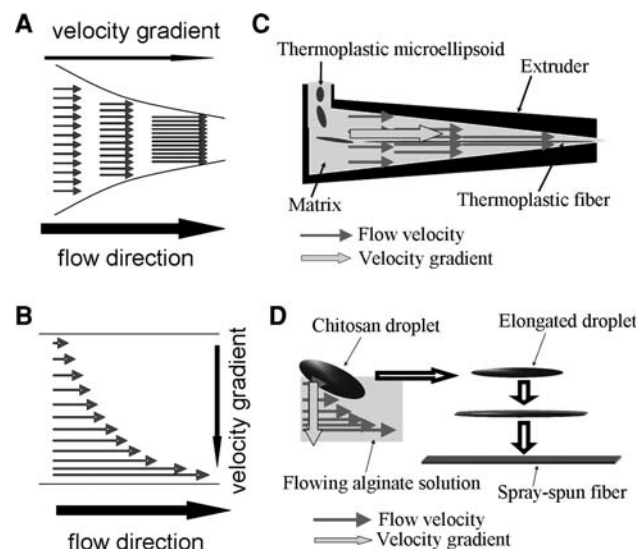 A
velocity gradient
flow direction
B
velocity gradient
flow direction
C
Thermoplastic microellipsoid
Extruder
Matrix
Thermoplastic fiber
Flow velocity
Velocity gradient
D
Chitosan droplet
Elongated droplet
Flowing alginate solution
Spray-spun fiber
Flow velocity
Velocity gradient